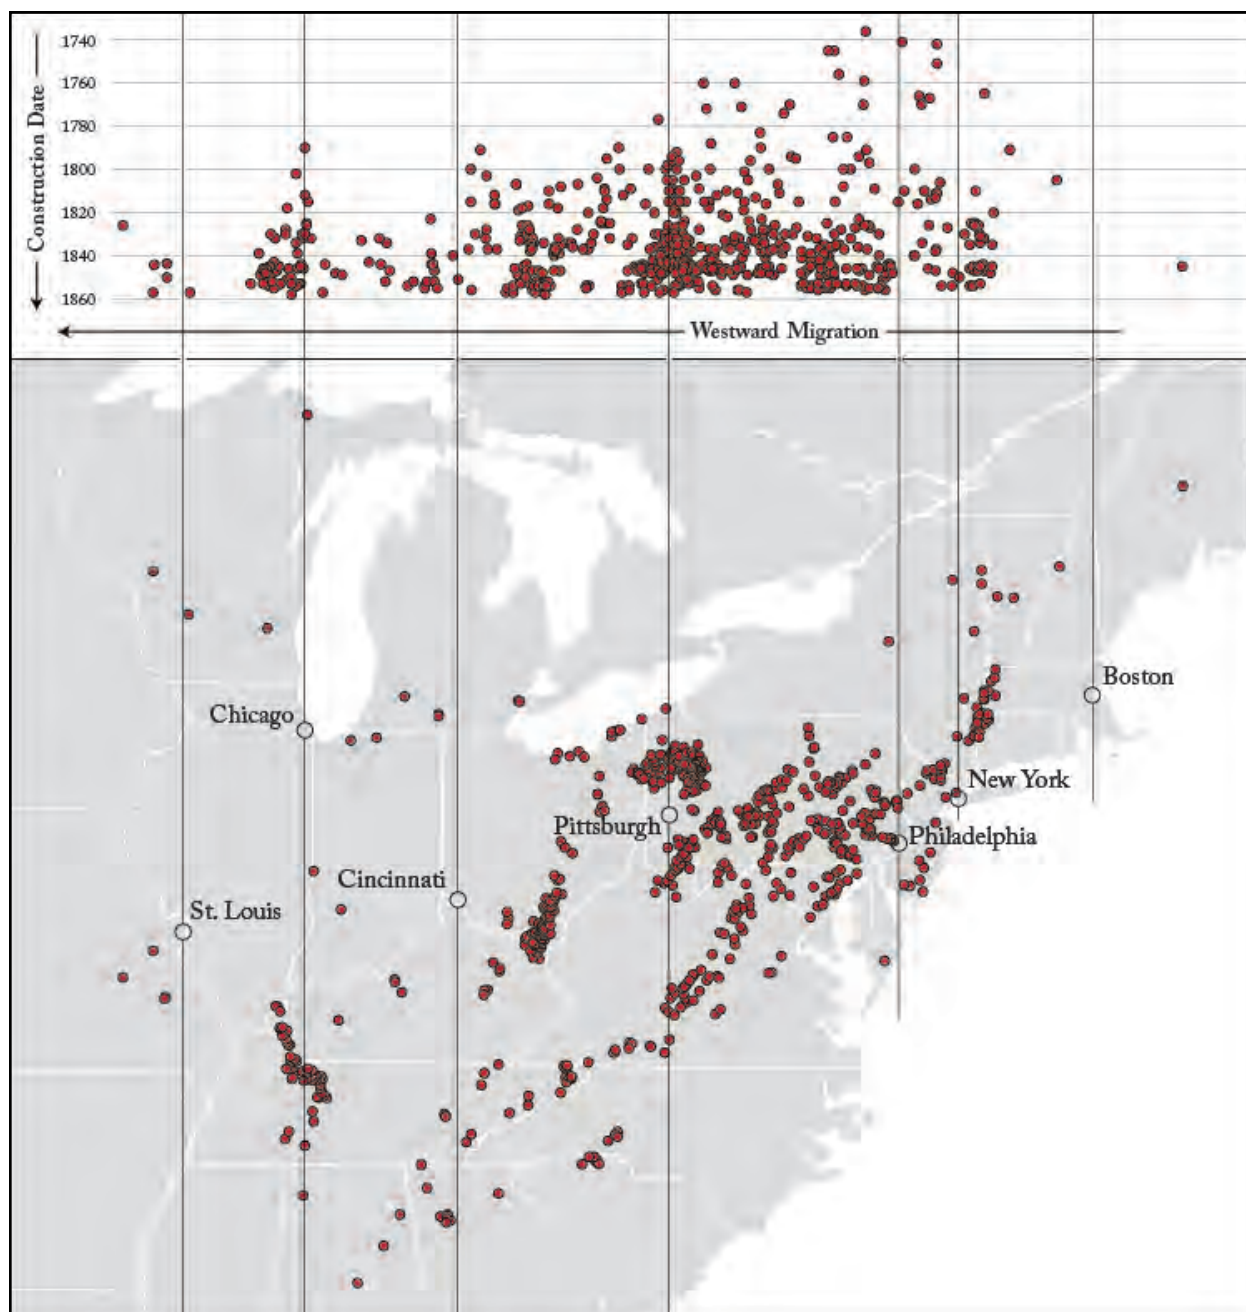 Construction Date
1740
1760
1780
1800
1820
1840
1860
Westward Migration
Boston
Chicago
New York
Pittsburgh
Philadelphia
Cincinnati
St. Louis